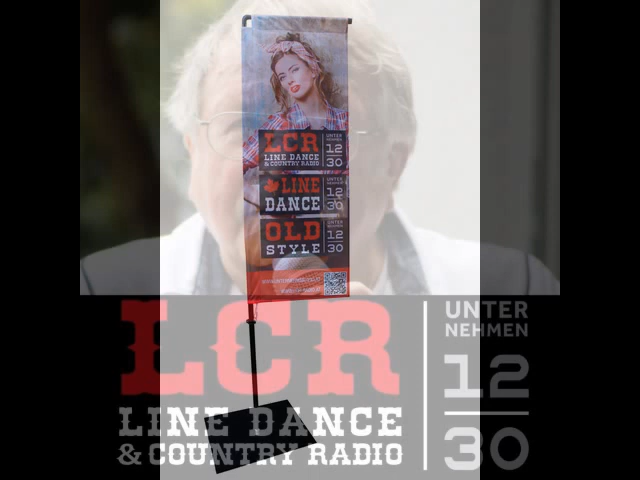 LCR
LINE DANCE
& COUNTRY RADIO
UNTER
NEHMEN
12
30
LINE
DANCE
UNTER
NEHMEN
12
30
OLD
STYLE
UNTER
NEHMEN
12
30
LCR
LINE DANCE
& COUNTRY RADIO
UNTER
NEHMEN
12
30